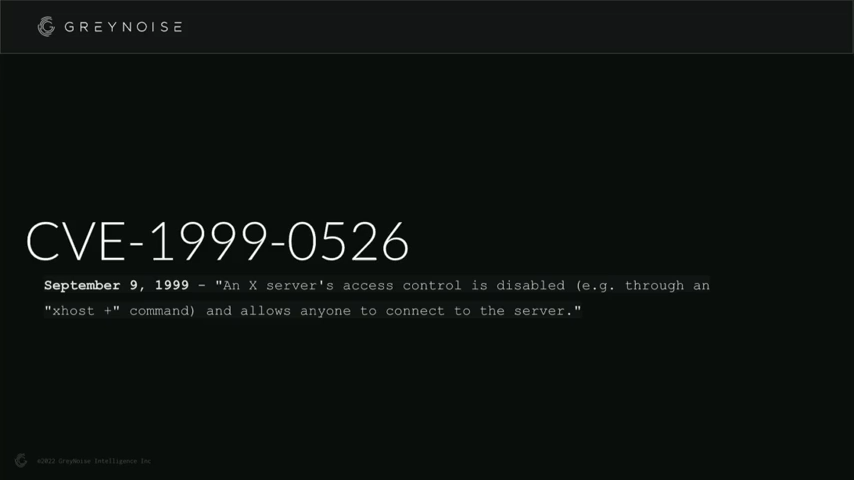 GREYNOISE
CVE-1999-0526
September 9, 1999 - "An X server's access control is disabled (e.g. through an
"xhost +" command) and allows anyone to connect to the server."
©2022 GreyNoise Intelligence Inc